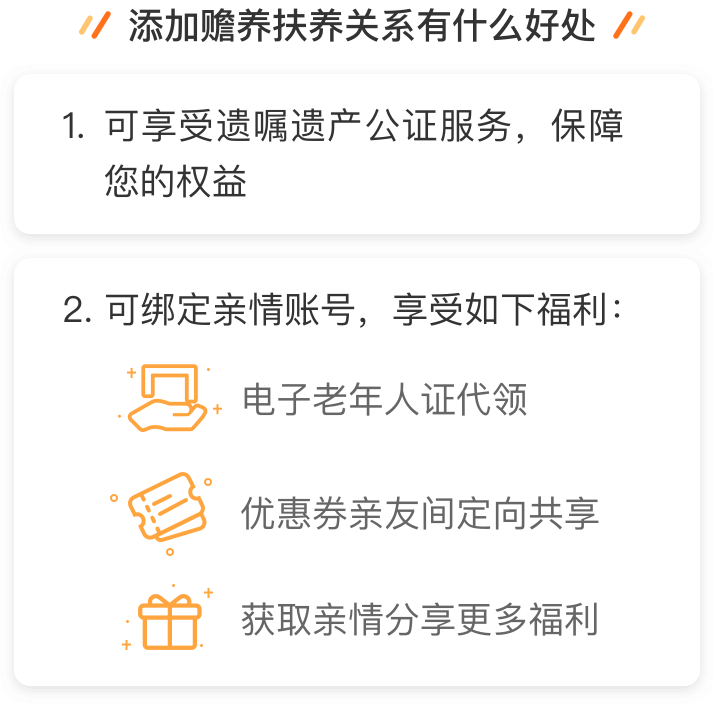 添加赡养扶养关系有什么好处
1. 可享受遗嘱遗产公证服务，保障
您的权益
2. 可绑定亲情账号，享受如下福利：
电子老年人证代领
优惠券亲友间定向共享
获取亲情分享更多福利